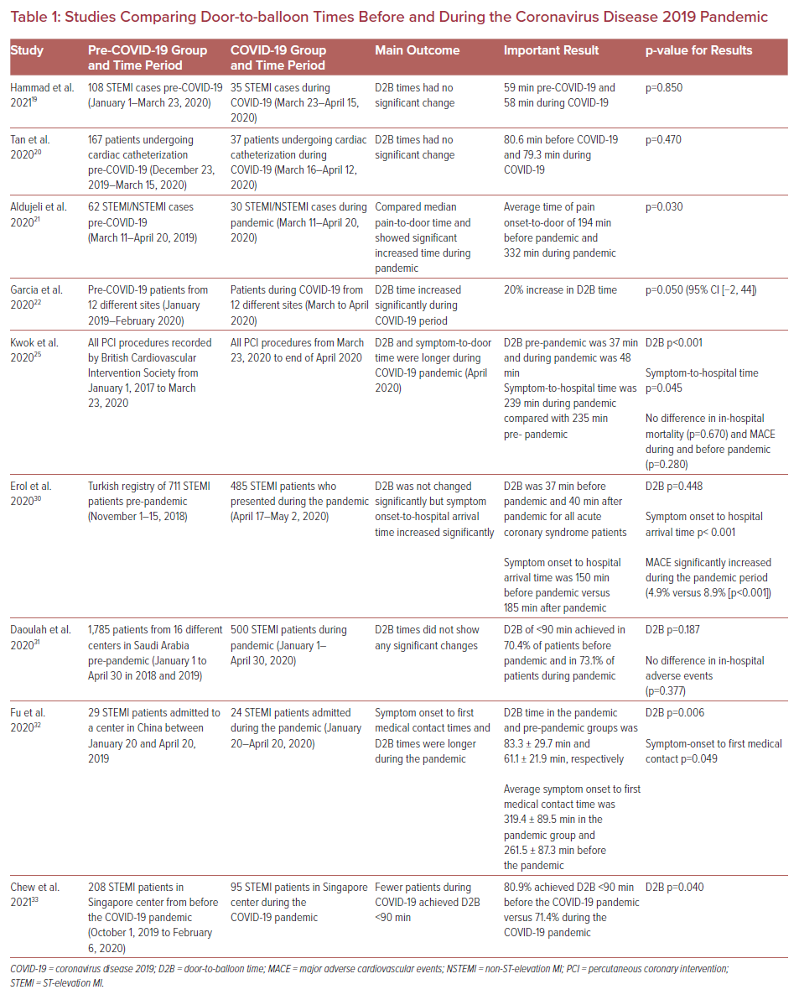 Table 1: Studies Comparing Door-to-balloon Times Before and During the Coronavirus Disease 2019 Pandemic
Study
Pre-COVID-19 Group
and Time Period
COVID-19 Group
and Time Period
Main Outcome
Important Result
p-value for Results
Hammad et al.
2021¹⁹
108 STEMI cases pre-COVID-19
(January 1–March 23, 2020)
35 STEMI cases during
COVID-19 (March 23–April 15,
2020)
D2B times had no
significant change
59 min pre-COVID-19 and
58 min during COVID-19
p=0.850
Tan et al.
2020²⁰
167 patients undergoing
cardiac catheterization
pre-COVID-19 (December 23,
2019–March 15, 2020)
37 patients undergoing cardiac
catheterization during
COVID-19 (March 16–April 12,
2020)
D2B times had no
significant change
80.6 min before COVID-19
and 79.3 min during
COVID-19
p=0.470
Aldujeli et al.
2020²¹
62 STEMI/NSTEMI cases
pre-COVID-19
(March 11–April 20, 2019)
30 STEMI/NSTEMI cases during
pandemic (March 11–April 20,
2020)
Compared median
pain-to-door time and
showed significant
increased time during
pandemic
Average time of pain
onset-to-door of 194 min
before pandemic and
332 min during pandemic
p=0.030
Garcia et al.
2020²²
Pre-COVID-19 patients from
12 different sites (January
2019–February 2020)
Patients during COVID-19 from
12 different sites (March to April
2020)
D2B time increased
significantly during
COVID-19 period
20% increase in D2B time
p=0.050 (95% CI [−2, 44])
Kwok et al.
2020²⁵
All PCI procedures recorded
by British Cardiovascular
Intervention Society from
January 1, 2017 to March
23, 2020
All PCI procedures from March
23, 2020 to end of April 2020
D2B and symptom-to-door
time were longer during
COVID-19 pandemic (April
2020)
D2B pre-pandemic was 37 min
and during pandemic was 48
min
Symptom-to-hospital time was
239 min during pandemic
compared with 235 min
pre- pandemic
D2B p<0.001
Symptom-to-hospital time
p=0.045
No difference in in-hospital
mortality (p=0.670) and MACE
during and before pandemic
(p=0.280)
Erol et al.
2020³⁰
Turkish registry of 711 STEMI
patients pre-pandemic
(November 1–15, 2018)
485 STEMI patients who
presented during the pandemic
(April 17–May 2, 2020)
D2B was not changed
significantly but symptom
onset-to-hospital arrival
time increased significantly
D2B was 37 min before
pandemic and 40 min after
pandemic for all acute
coronary syndrome patients
Symptom onset to hospital
arrival time was 150 min
before pandemic versus
185 min after pandemic
D2B p=0.448
Symptom onset to hospital
arrival time p< 0.001
MACE significantly increased
during the pandemic period
(4.9% versus 8.9% [p<0.001])
Daoulah et al.
2020³¹
1,785 patients from 16 different
centers in Saudi Arabia
pre-pandemic (January 1 to
April 30 in 2018 and 2019)
500 STEMI patients during
pandemic (January 1–
April 30, 2020)
D2B times did not show
any significant changes
D2B of <90 min achieved in
70.4% of patients before
pandemic and in 73.1% of
patients during pandemic
D2B p=0.187
No difference in in-hospital
adverse events
(p=0.377)
Fu et al.
2020³²
29 STEMI patients admitted to
a center in China between
January 20 and April 20,
2019
24 STEMI patients admitted
during the pandemic (January
20–April 20, 2020)
Symptom onset to first
medical contact times and
D2B times were longer
during the pandemic
D2B time in the pandemic
and pre-pandemic groups was
83.3 ± 29.7 min and
61.1 ± 21.9 min, respectively
Average symptom onset to first
medical contact time was
319.4 ± 89.5 min in the
pandemic group and
261.5 ± 87.3 min before
the pandemic
D2B p=0.006
Symptom-onset to first medical
contact p=0.049
Chew et al.
2021³³
208 STEMI patients in
Singapore center from before
the COVID-19 pandemic
(October 1, 2019 to February
6, 2020)
95 STEMI patients in Singapore
center during the
COVID-19 pandemic
Fewer patients during
COVID-19 achieved D2B
<90 min
80.9% achieved D2B <90 min
before the COVID-19 pandemic
versus 71.4% during the
COVID-19 pandemic
D2B p=0.040
COVID-19 = coronavirus disease 2019; D2B = door-to-balloon time; MACE = major adverse cardiovascular events; NSTEMI = non-ST-elevation MI; PCI = percutaneous coronary intervention;
STEMI = ST-elevation MI.